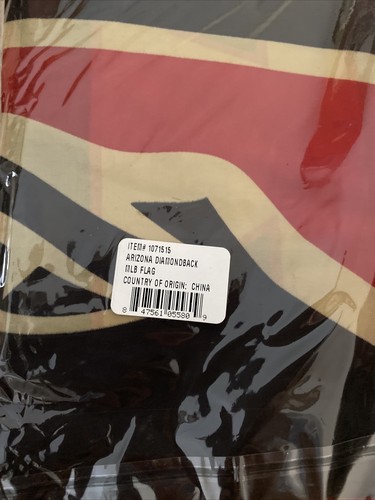 ITEM# 1071515
ARIZONA DIAMONDBACK
MLB FLAG
COUNTRY OF ORIGIN: CHINA
8 47561 05580 9